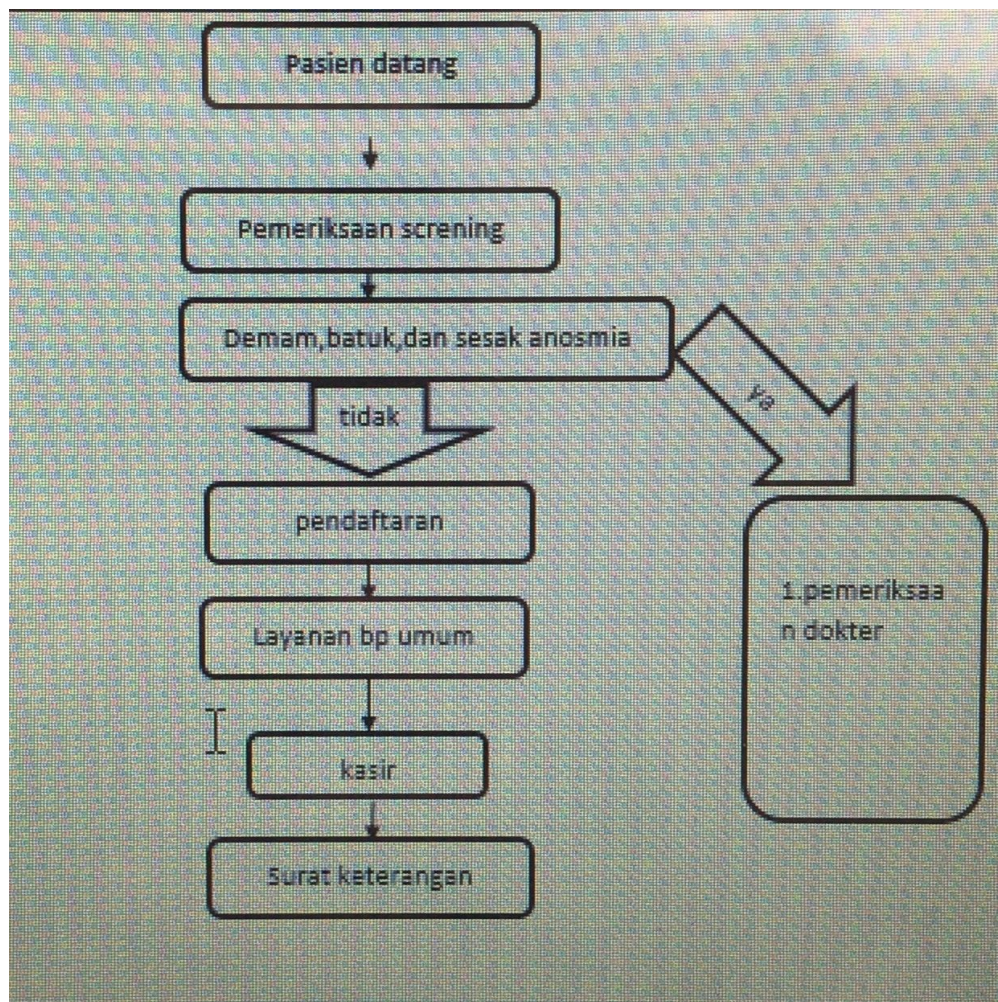 Pasien datang
Pemeriksaan screning
Demam,batuk,dan sesak anosmia
ya
tidak
pendaftaran
1.pemeriksaa
n dokter
Layanan bp umum
kasir
Surat keterangan